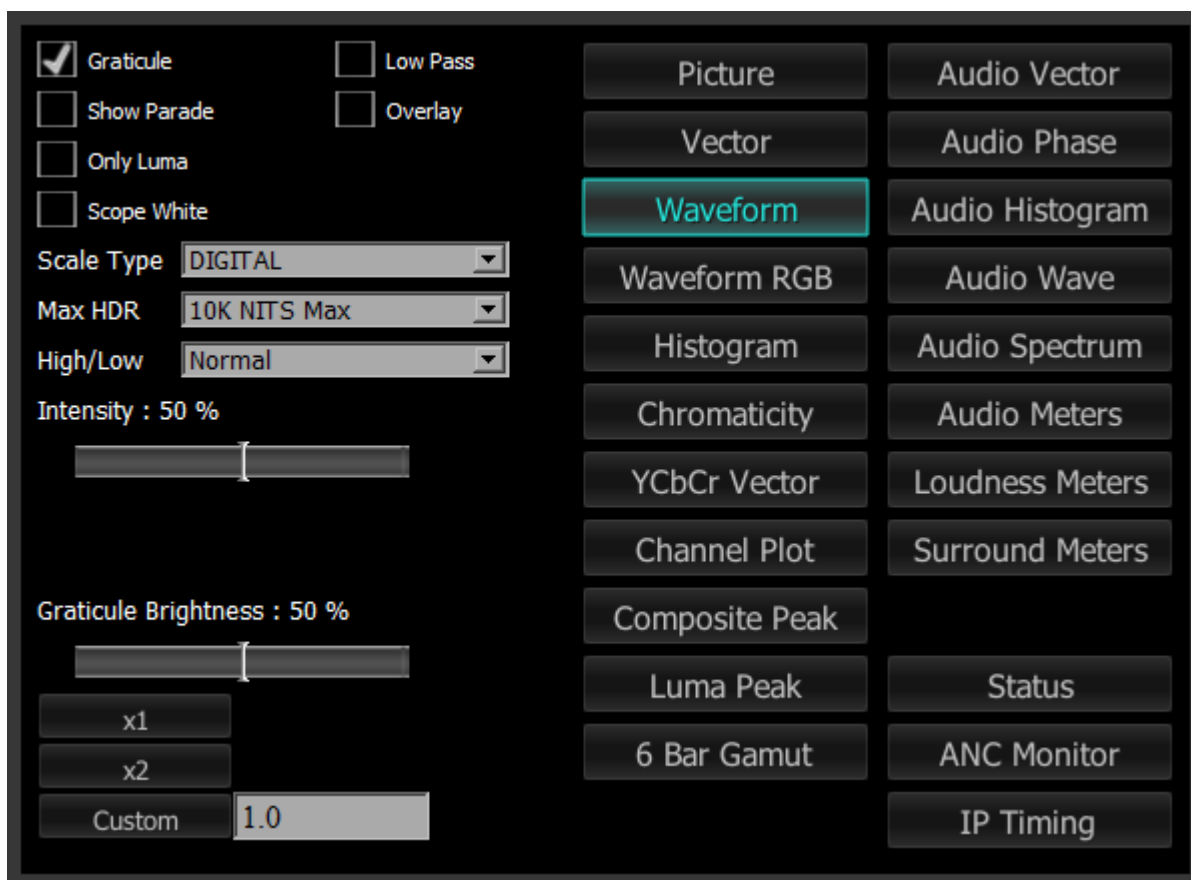 Graticule
Low Pass
Show Parade
Overlay
Only Luma
Scope White
Scale Type DIGITAL
Max HDR 10K NITS Max
High/Low Normal
Intensity : 50 %
Graticule Brightness : 50 %
x1
x2
Custom 1.0
Picture
Vector
Waveform
Waveform RGB
Histogram
Chromaticity
YCbCr Vector
Channel Plot
Composite Peak
Luma Peak
6 Bar Gamut
Audio Vector
Audio Phase
Audio Histogram
Audio Wave
Audio Spectrum
Audio Meters
Loudness Meters
Surround Meters
Status
ANC Monitor
IP Timing